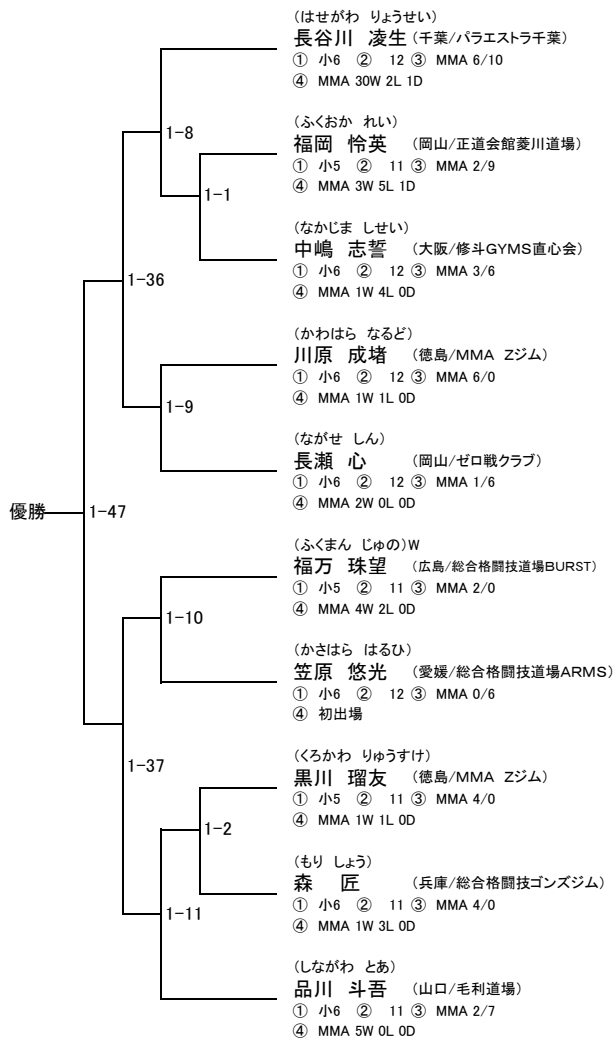 (はせがわ りょうせい)
長谷川 凌生 (千葉/パラエストラ千葉)
① 小6 ② 12 ③ MMA 6/10
④ MMA 30W 2L 1D
1-8
(ふくおか れい)
福岡 怜英 (岡山/正道会館菱川道場)
① 小5 ② 11 ③ MMA 2/9
④ MMA 3W 5L 1D
1-1
(なかじま しせい)
中嶋 志誓 (大阪/修斗GYMS直心会)
① 小6 ② 12 ③ MMA 3/6
④ MMA 1W 4L 0D
1-36
(かわはら なるど)
川原 成堵 (徳島/MMA Zジム)
① 小6 ② 12 ③ MMA 6/0
④ MMA 1W 1L 0D
1-9
(ながせ しん)
長瀬 心 (岡山/ゼロ戦クラブ)
① 小6 ② 12 ③ MMA 1/6
④ MMA 2W 0L 0D
優勝 1-47
(ふくまん じゅの)W
福万 珠望 (広島/総合格闘技道場BURST)
① 小5 ② 11 ③ MMA 2/0
④ MMA 4W 2L 0D
1-10
(かさはら はるひ)
笠原 悠光 (愛媛/総合格闘技道場ARMS)
① 小6 ② 12 ③ MMA 0/6
④ 初出場
1-37
(くろかわ りゅうすけ)
黒川 瑠友 (徳島/MMA Zジム)
① 小5 ② 11 ③ MMA 4/0
④ MMA 1W 1L 0D
1-2
(もり しょう)
森 匠 (兵庫/総合格闘技ゴンズジム)
① 小6 ② 11 ③ MMA 4/0
④ MMA 1W 3L 0D
1-11
(しながわ とあ)
品川 斗吾 (山口/毛利道場)
① 小6 ② 11 ③ MMA 2/7
④ MMA 5W 0L 0D